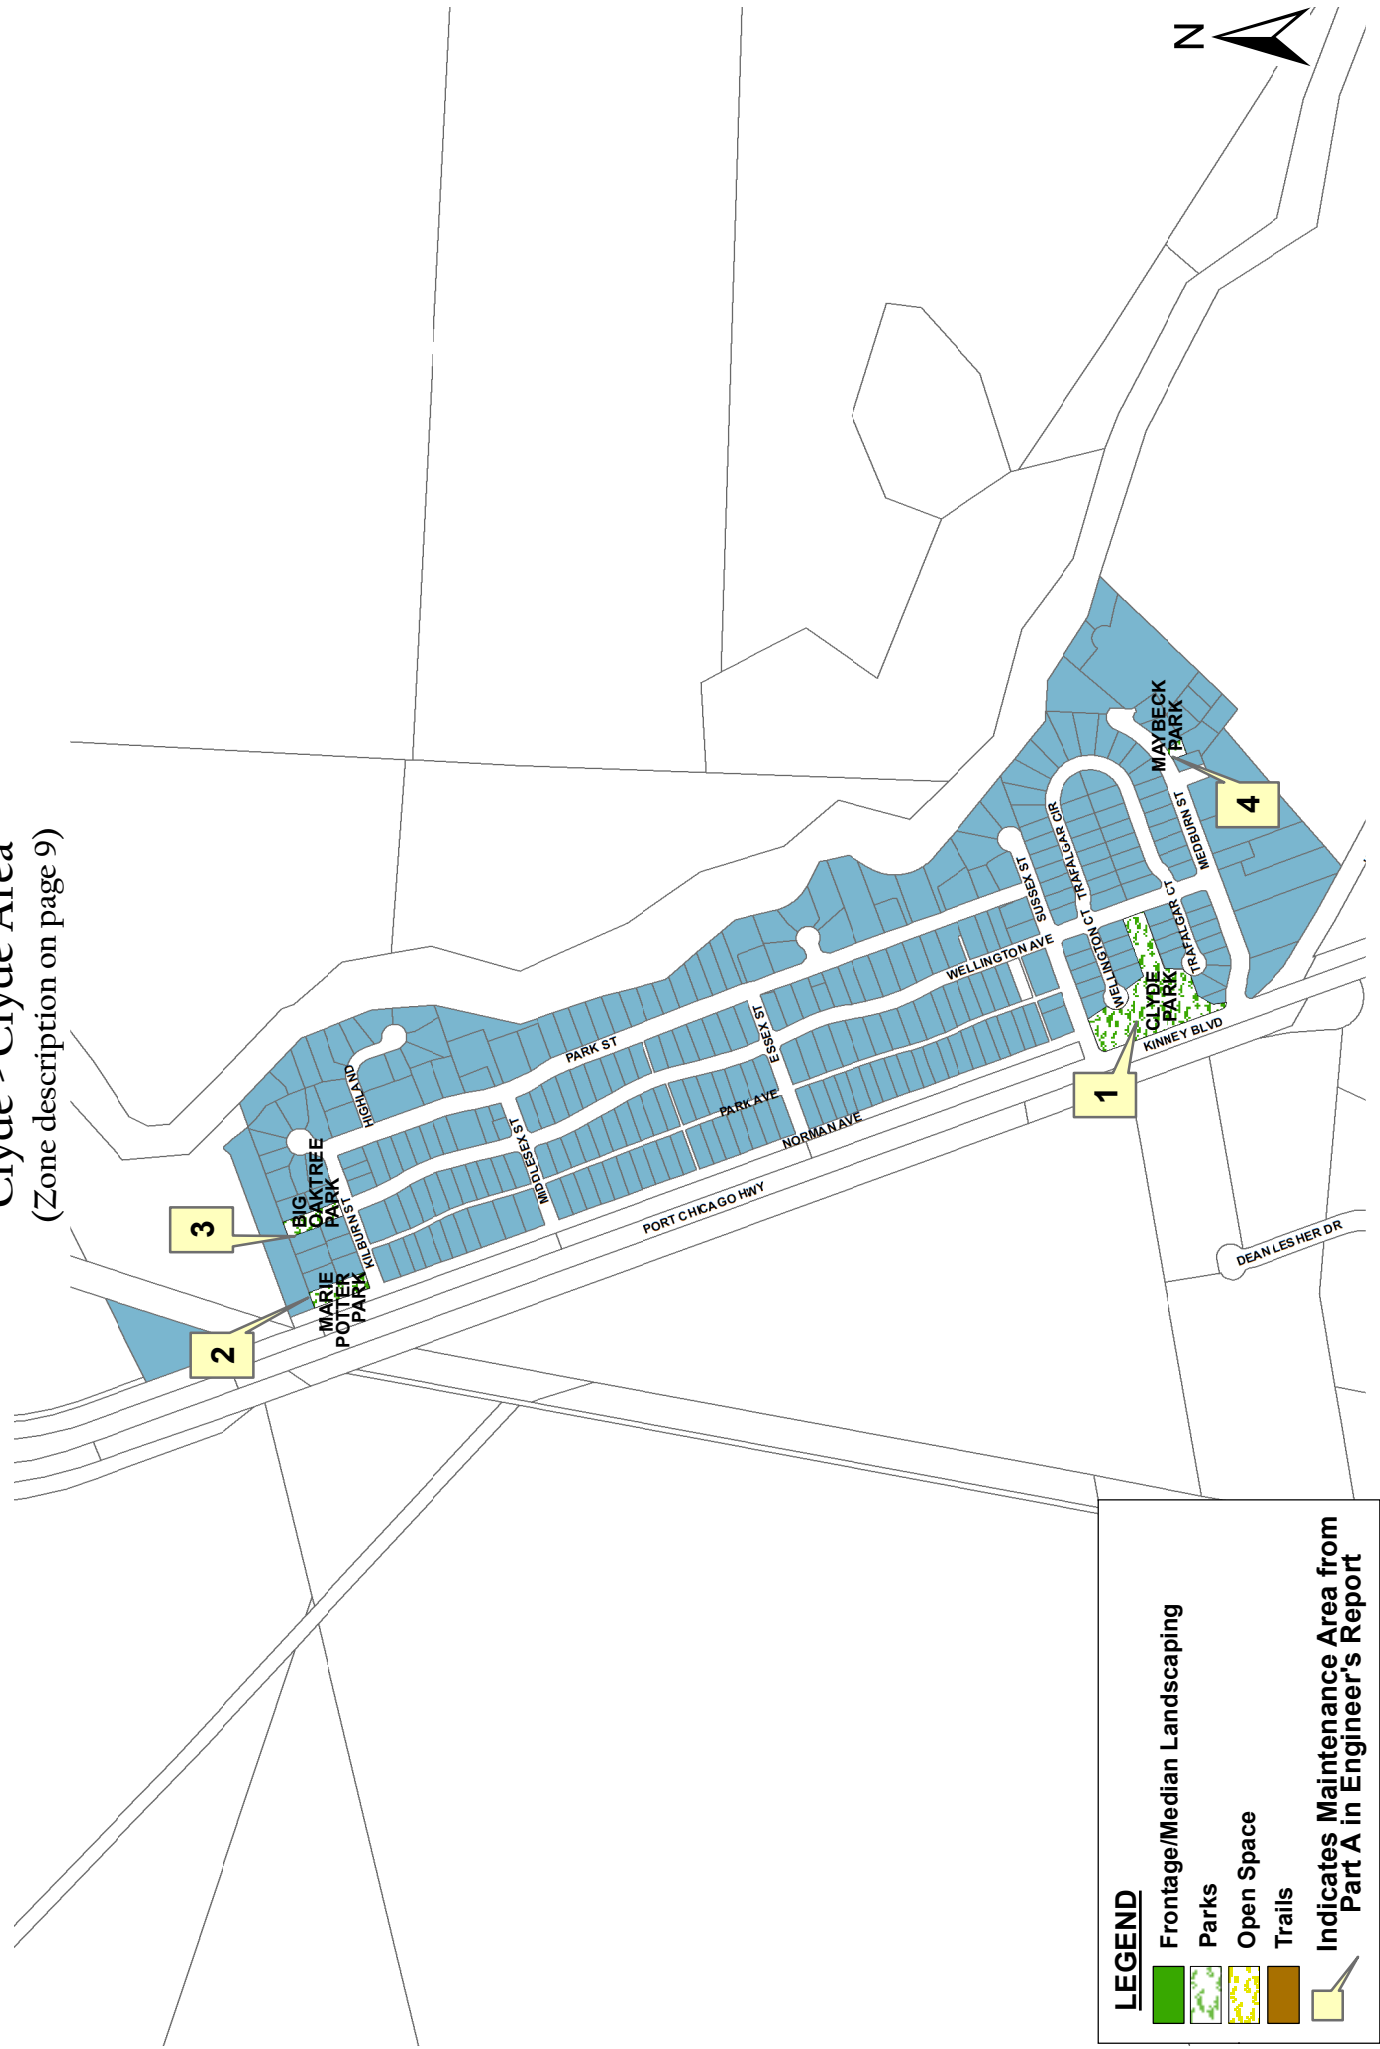 Clyde > Clyde Area
(Zone description on page 9)
N
3
2
BIG
OAKTREE
PARK
MARIE
POTTER
PARK
KILBURN ST
HIGHLAND
PARK ST
MIDDLESEX ST
ESSEX ST
PARK AVE
NORMAN AVE
PORT CHICAGO HWY
WELLINGTON AVE
SUSSEX ST
TRAFALGAR CIR
WELLINGTON CT
TRAFALGAR CT
MEDBURN ST
MAYBECK
PARK
4
CLYDE
PARK
KINNEY BLVD
1
DEAN LESHER DR
LEGEND
Frontage/Median Landscaping
Parks
Open Space
Trails
Indicates Maintenance Area from
Part A in Engineer's Report